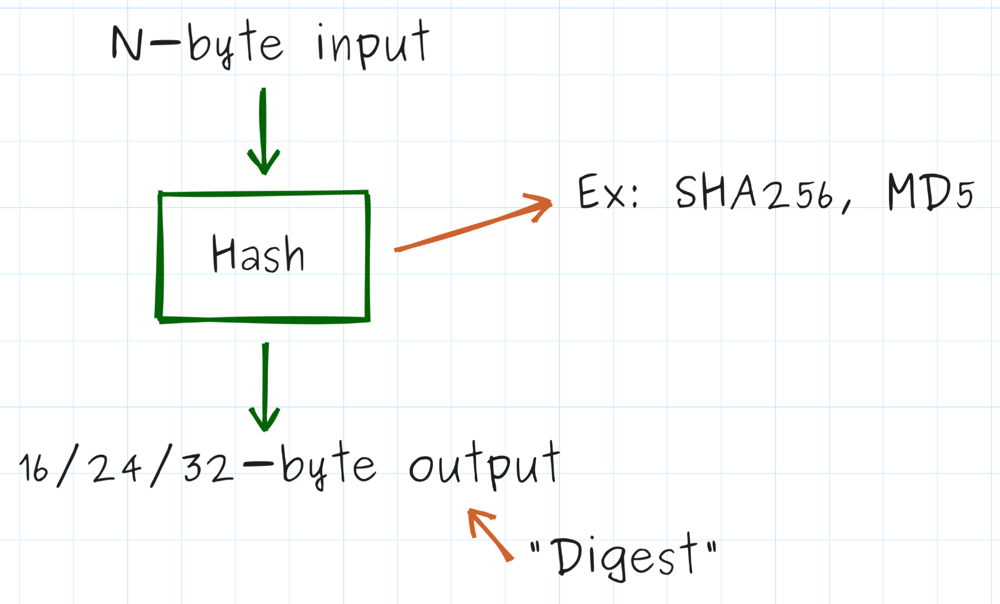 N-byte input
Ex: SHA256, MD5
Hash
16/24/32-byte output
"Digest"